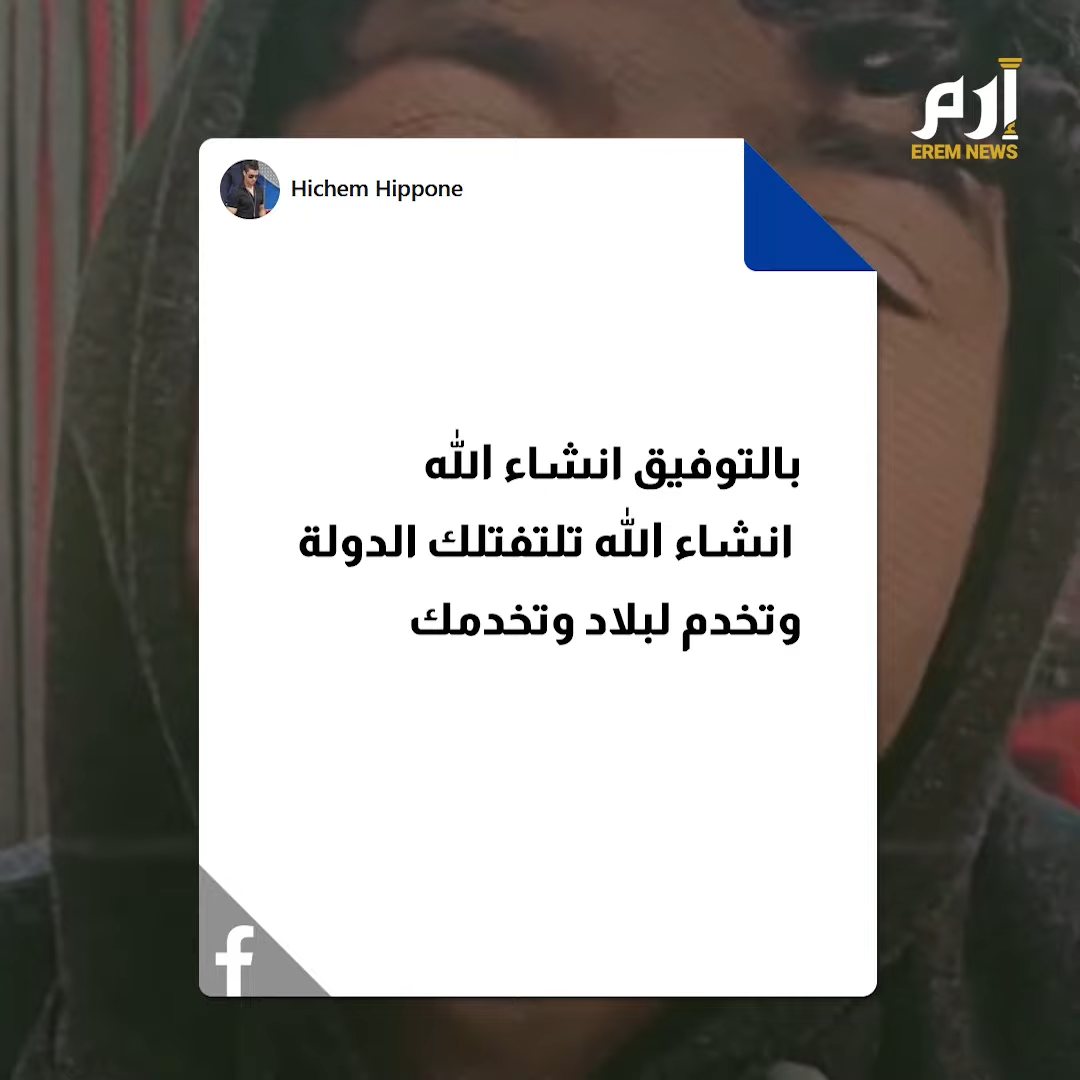 إرم
EREM NEWS
Hichem Hippone
بالتوفيق انشاء الله
انشاء الله تلتفتلك الدولة
وتخدم لبلاد وتخدمك
f